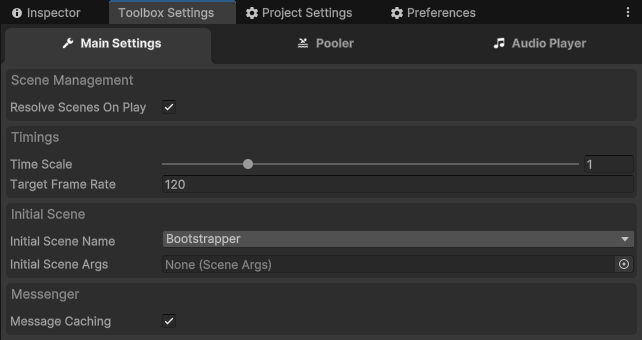 Inspector Toolbox Settings Project Settings Preferences
Main Settings Pooler Audio Player
Scene Management
Resolve Scenes On Play
Timings
Time Scale 1
Target Frame Rate 120
Initial Scene
Initial Scene Name Bootstrapper
Initial Scene Args None (Scene Args)
Messenger
Message Caching